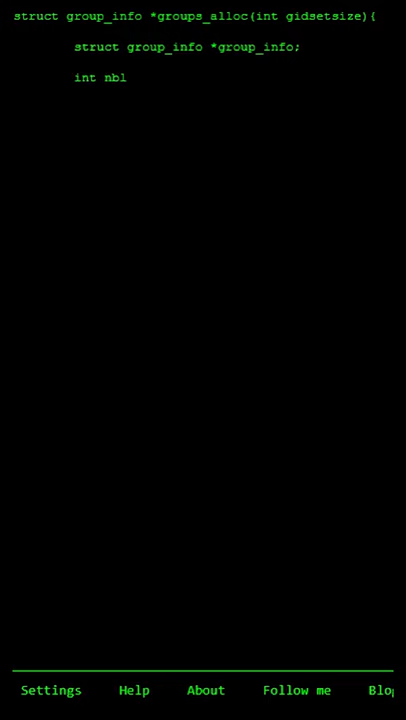 struct group_info *groups_alloc(int gidsetsize){
struct group_info *group_info;
int nbl
Settings Help About Follow me